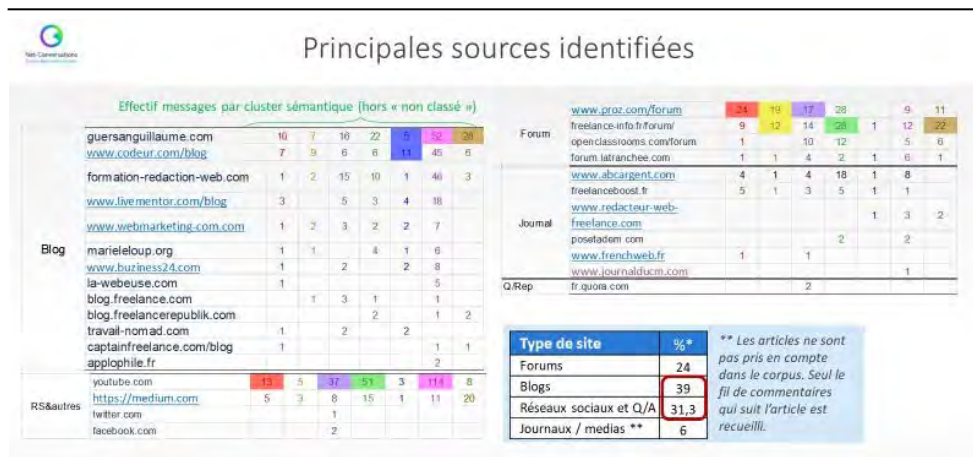 Net-Conversations
Principales sources identifiées
Effectif messages par cluster sémantique (hors « non classé »)
Blog
guersanguillaume.com 10 7 16 22 5 52 26
www.codeur.com/blog 7 9 6 6 11 45 6
formation-redaction-web.com 1 2 15 10 1 40 3
www.livementor.com/blog 3 5 3 4 18
www.webmarketing-com.com 1 2 3 2 2 7
marieleloup.org 1 1 4 1 6
www.buziness24.com 1 2 2 8
la-webeuse.com 1 5
blog.freelance.com 1 3 1 1
blog.freelancerepublik.com 2 1 2
travail-nomad.com 1 2 2
captainfreelance.com/blog 1 1 1
applophile.fr 2
RS&autres
youtube.com 13 5 37 51 3 114 8
https://medium.com 5 3 8 15 1 11 20
twitter.com 1
facebook.com 2
Forum
www.proz.com/forum 24 19 17 28 9 11
freelance-info.fr/forum/ 9 12 14 26 1 12 22
openclassrooms.com/forum 1 10 12 5 6
forum.latranchee.com 1 1 4 2 1 6 1
Journal
www.abcargent.com 4 1 4 18 1 8
freelanceboost.fr 5 1 3 5 1 1
www.redacteur-web-
freelance.com 1 3 2
posetadem.com 2 2
www.frenchweb.fr 1 1
www.journalducm.com 1
Q/Rep fr.quora.com 2
Type de site %*
Forums 24
Blogs 39
Réseaux sociaux et Q/A 31,3
Journaux / medias ** 6
** Les articles ne sont
pas pris en compte
dans le corpus. Seul le
fil de commentaires
qui suit l'article est
recueilli.